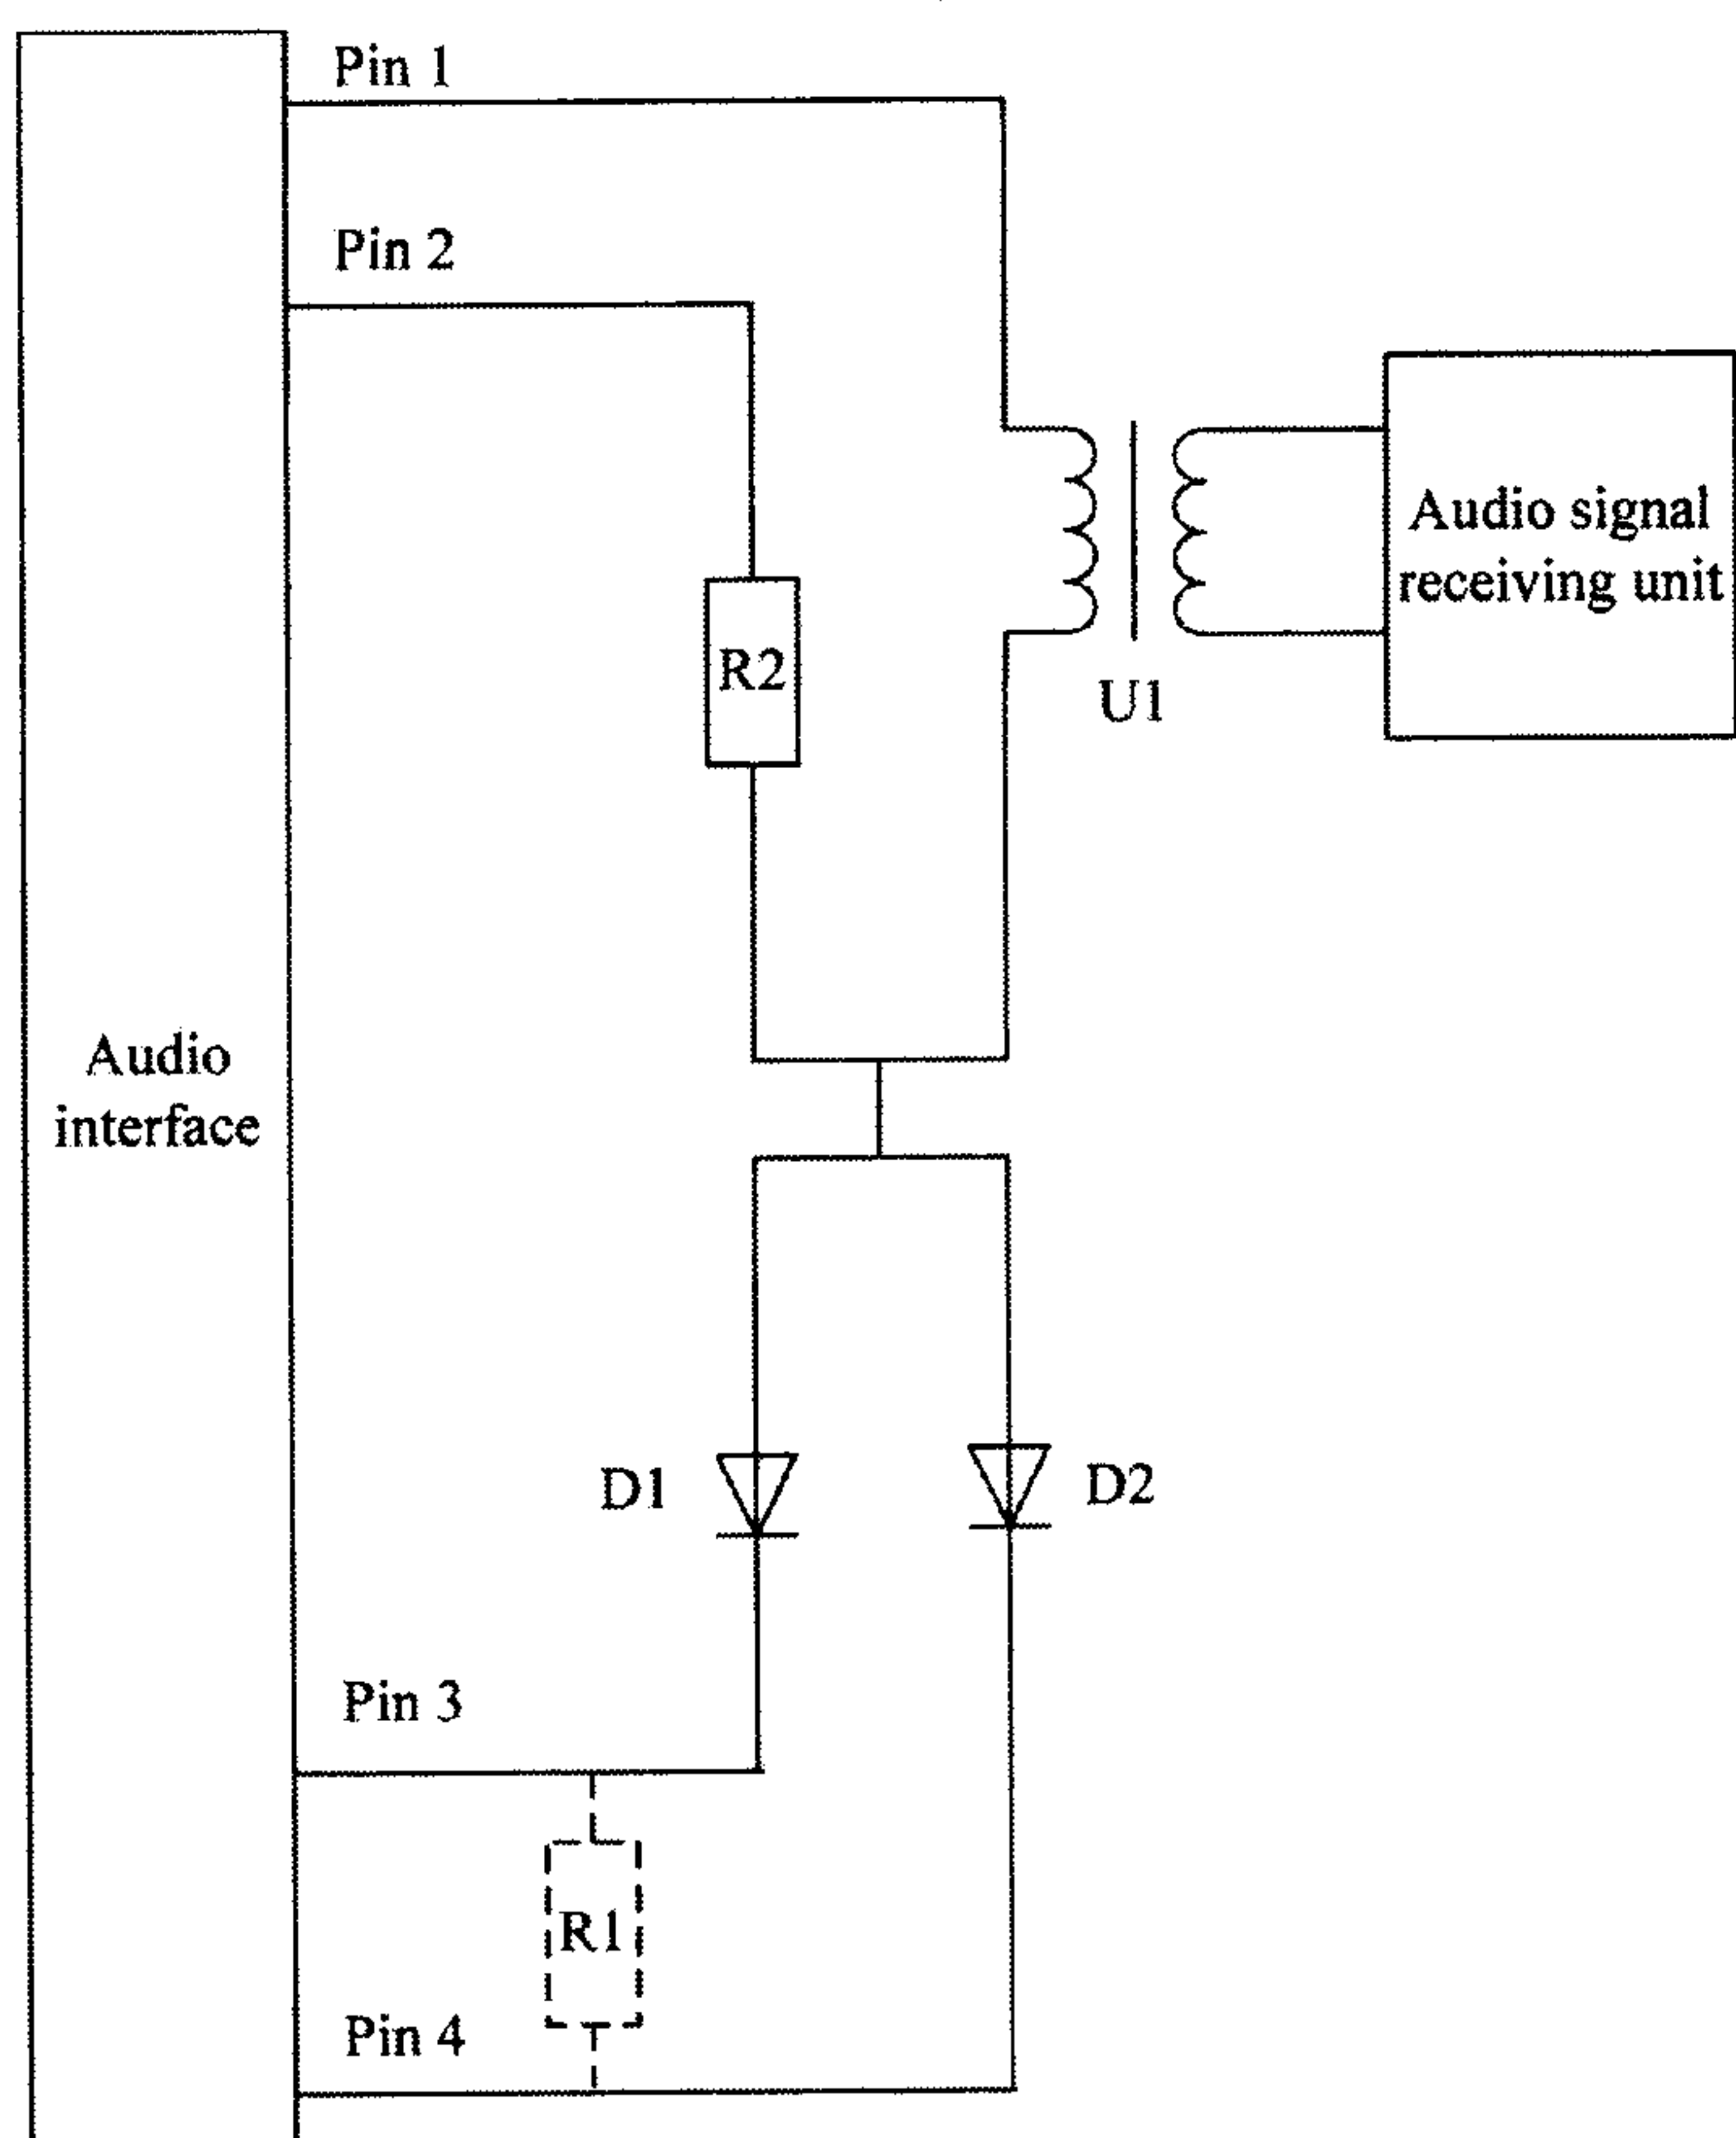 Pin 1
Pin 2
Audio signal
receiving unit
R2
U1
Audio
interface
D1
D2
Pin 3
R1
Pin 4